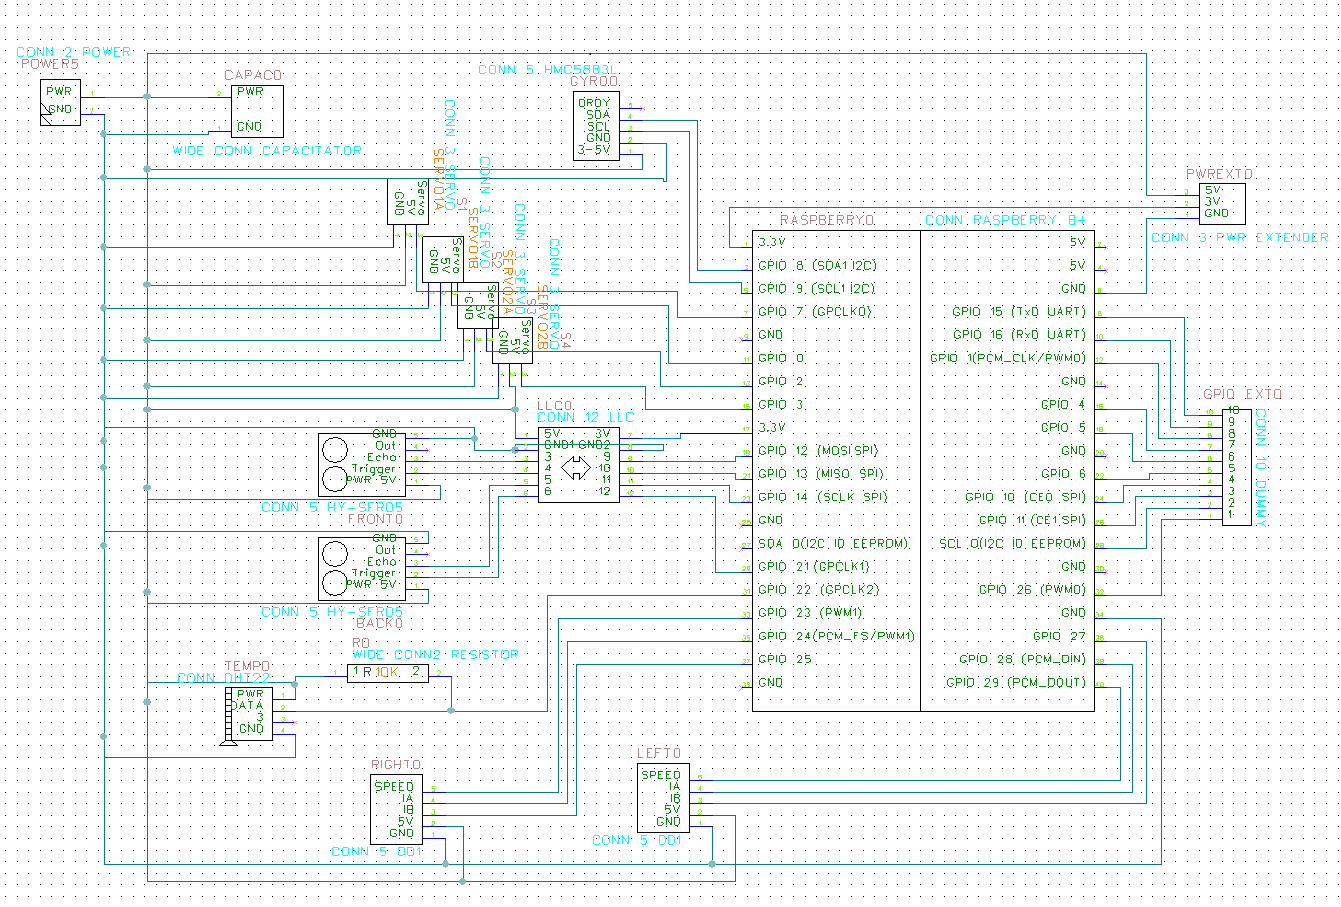 CONN 2 POWER
POWER5
PWR
GND
CAPAC0
PWR
GND
WIDE CONN CAPACITATOR
CONN 5 HMC5883L
GYRO0
DRDY
SDA
SCL
GND
3-5V
CONN 3 SERVO
SERVO1A
S1
Servo
5V
GND
CONN 3 SERVO
SERVO1B
S2
Servo
5V
GND
CONN 3 SERVO
SERVO2A
S3
Servo
5V
GND
CONN 3 SERVO
SERVO2B
S4
Servo
5V
GND
PWREXT0
5V
3V
GND
CONN 3 PWR EXTENDER
RASPBERRY0
CONN RASPBERRY B+
3.3V
GPIO 8 (SDA1 I2C)
GPIO 9 (SCL1 I2C)
GPIO 7 (GPCLK0)
GND
GPIO 0
GPIO 2
GPIO 3
3.3V
GPIO 12 (MOSI SPI)
GPIO 13 (MISO SPI)
GPIO 14 (SCLK SPI)
GND
SDA 0(I2C ID EEPROM)
GPIO 21 (GPCLK1)
GPIO 22 (GPCLK2)
GPIO 23 (PWM1)
GPIO 24(PCM_FS/PWM1)
GPIO 25
GND
5V
5V
GND
GPIO 15 (TxD UART)
GPIO 16 (RxD UART)
GPIO 1(PCM_CLK/PWM0)
GND
GPIO 4
GPIO 5
GND
GPIO 6
GPIO 10 (CE0 SPI)
GPIO 11 (CE1 SPI)
SCL 0(I2C ID EEPROM)
GND
GPIO 26 (PWM0)
GND
GPIO 27
GPIO 28 (PCM_DIN)
GPIO 29 (PCM_DOUT)
GPIO EXT0
10
9
8
7
6
5
4
3
2
1
CONN 10 DUMMY
LLC0
CONN 12 LLC
5V 3V
GND1 GND2
3 9
4 10
5 11
6 12
GND
Out
Echo
Trigger
PWR 5V
CONN 5 HY-SFR05
FRONT0
GND
Out
Echo
Trigger
PWR 5V
CONN 5 HY-SFR05
BACK0
R0
WIDE CONN2 RESISTOR
1 R 10K 2
TEMP0
CONN DHT22
PWR
DATA
3
GND
RIGHT0
SPEED
IA
IB
5V
GND
CONN 5 DD1
LEFT0
SPEED
IA
IB
5V
GND
CONN 5 DD1